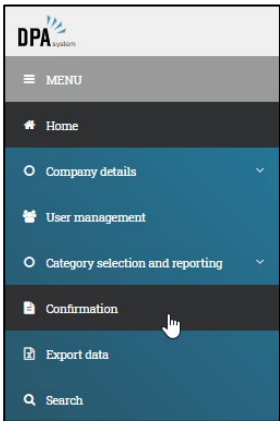 DPA
system
MENU
Home
Company details
User management
Category selection and reporting
Confirmation
Export data
Search